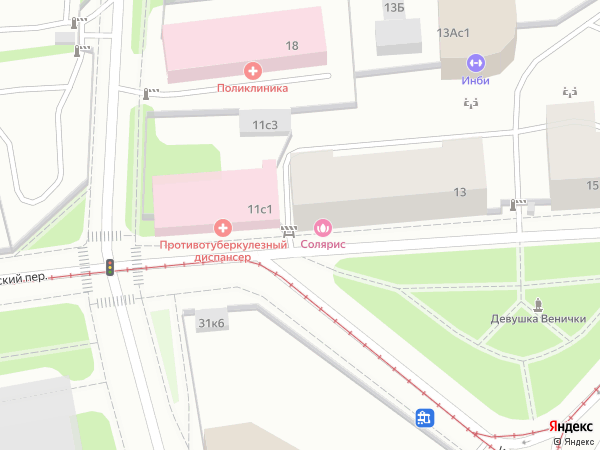 13Б
13Ас1
18
Инби
Поликлиника
11с3
13
15
11с1
Противотуберкулезный
диспансер
Солярис
ский пер.
Девушка Венички
31к6
Яндекс
© Яндекс